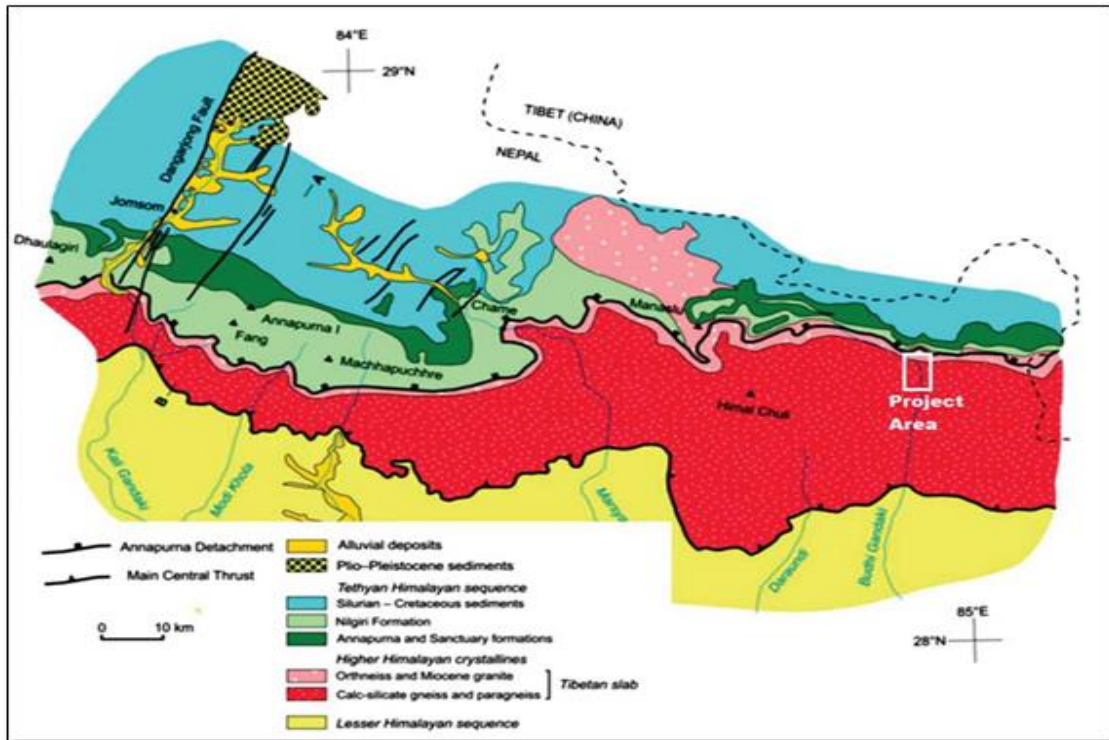 84°E
29°N
TIBET (CHINA)
NEPAL
Dangarjong Fault
A
Jomsom
Dhaulagiri
Annapurna I
Fang
Machhapuchhre
Chame
Manaslu
Himal Chuli
Project
Area
B
Kali Gandaki
Modi Khola
Daraundi
Budhi Gandaki
85°E
28°N
Annapurna Detachment
Main Central Thrust
0 10 km
Alluvial deposits
Plio–Pleistocene sediments
Tethyan Himalayan sequence
Silurian – Cretaceous sediments
Nilgiri Formation
Annapurna and Sanctuary formations
Higher Himalayan crystallines
Orthneiss and Miocene granite
Tibetan slab
Calc-silicate gneiss and paragneiss
Lesser Himalayan sequence